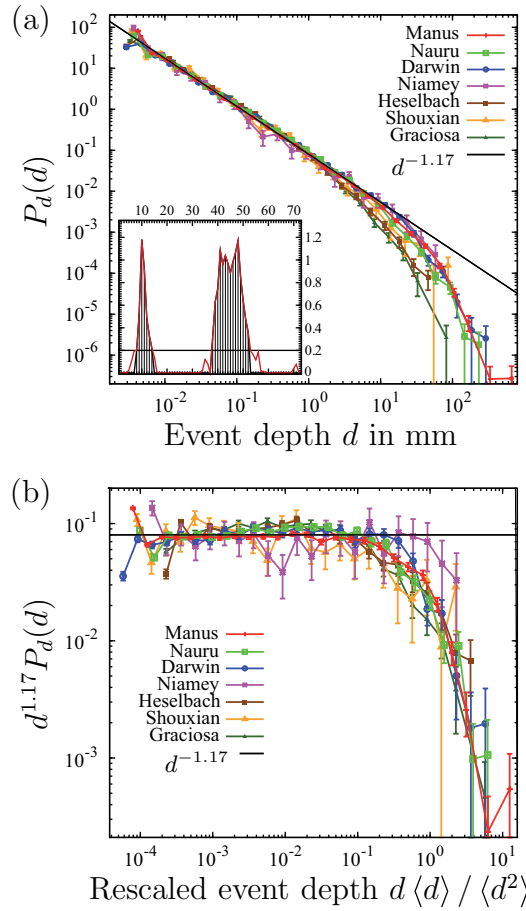 (a)
10^2
10^1
10^0
10^-1
10^-2
10^-3
10^-4
10^-5
10^-6
P_d(d)
Manus
Nauru
Darwin
Niamey
Heselbach
Shouxian
Graciosa
d^-1.17
10 20 30 40 50 60 70
1.2
1
0.8
0.6
0.4
0.2
0
10^-2 10^-1 10^0 10^1 10^2
Event depth d in mm
(b)
10^-1
10^-2
10^-3
d^1.17 P_d(d)
Manus
Nauru
Darwin
Niamey
Heselbach
Shouxian
Graciosa
d^-1.17
10^-4 10^-3 10^-2 10^-1 10^0 10^1
Rescaled event depth d ⟨d⟩ / ⟨d^2⟩